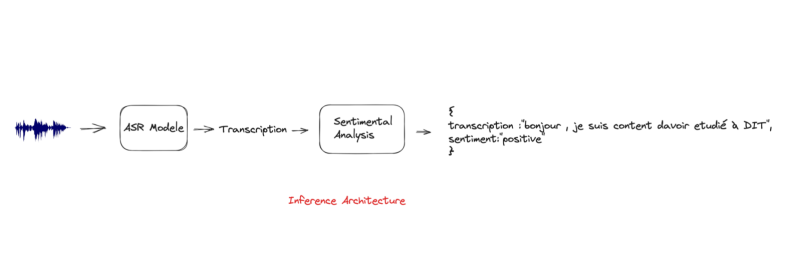 ASR Modele
Transcription
Sentimental
Analysis
{
transcription :"bonjour , je suis content davoir etudié à DIT",
sentiment:"positive"
}
Inference Architecture